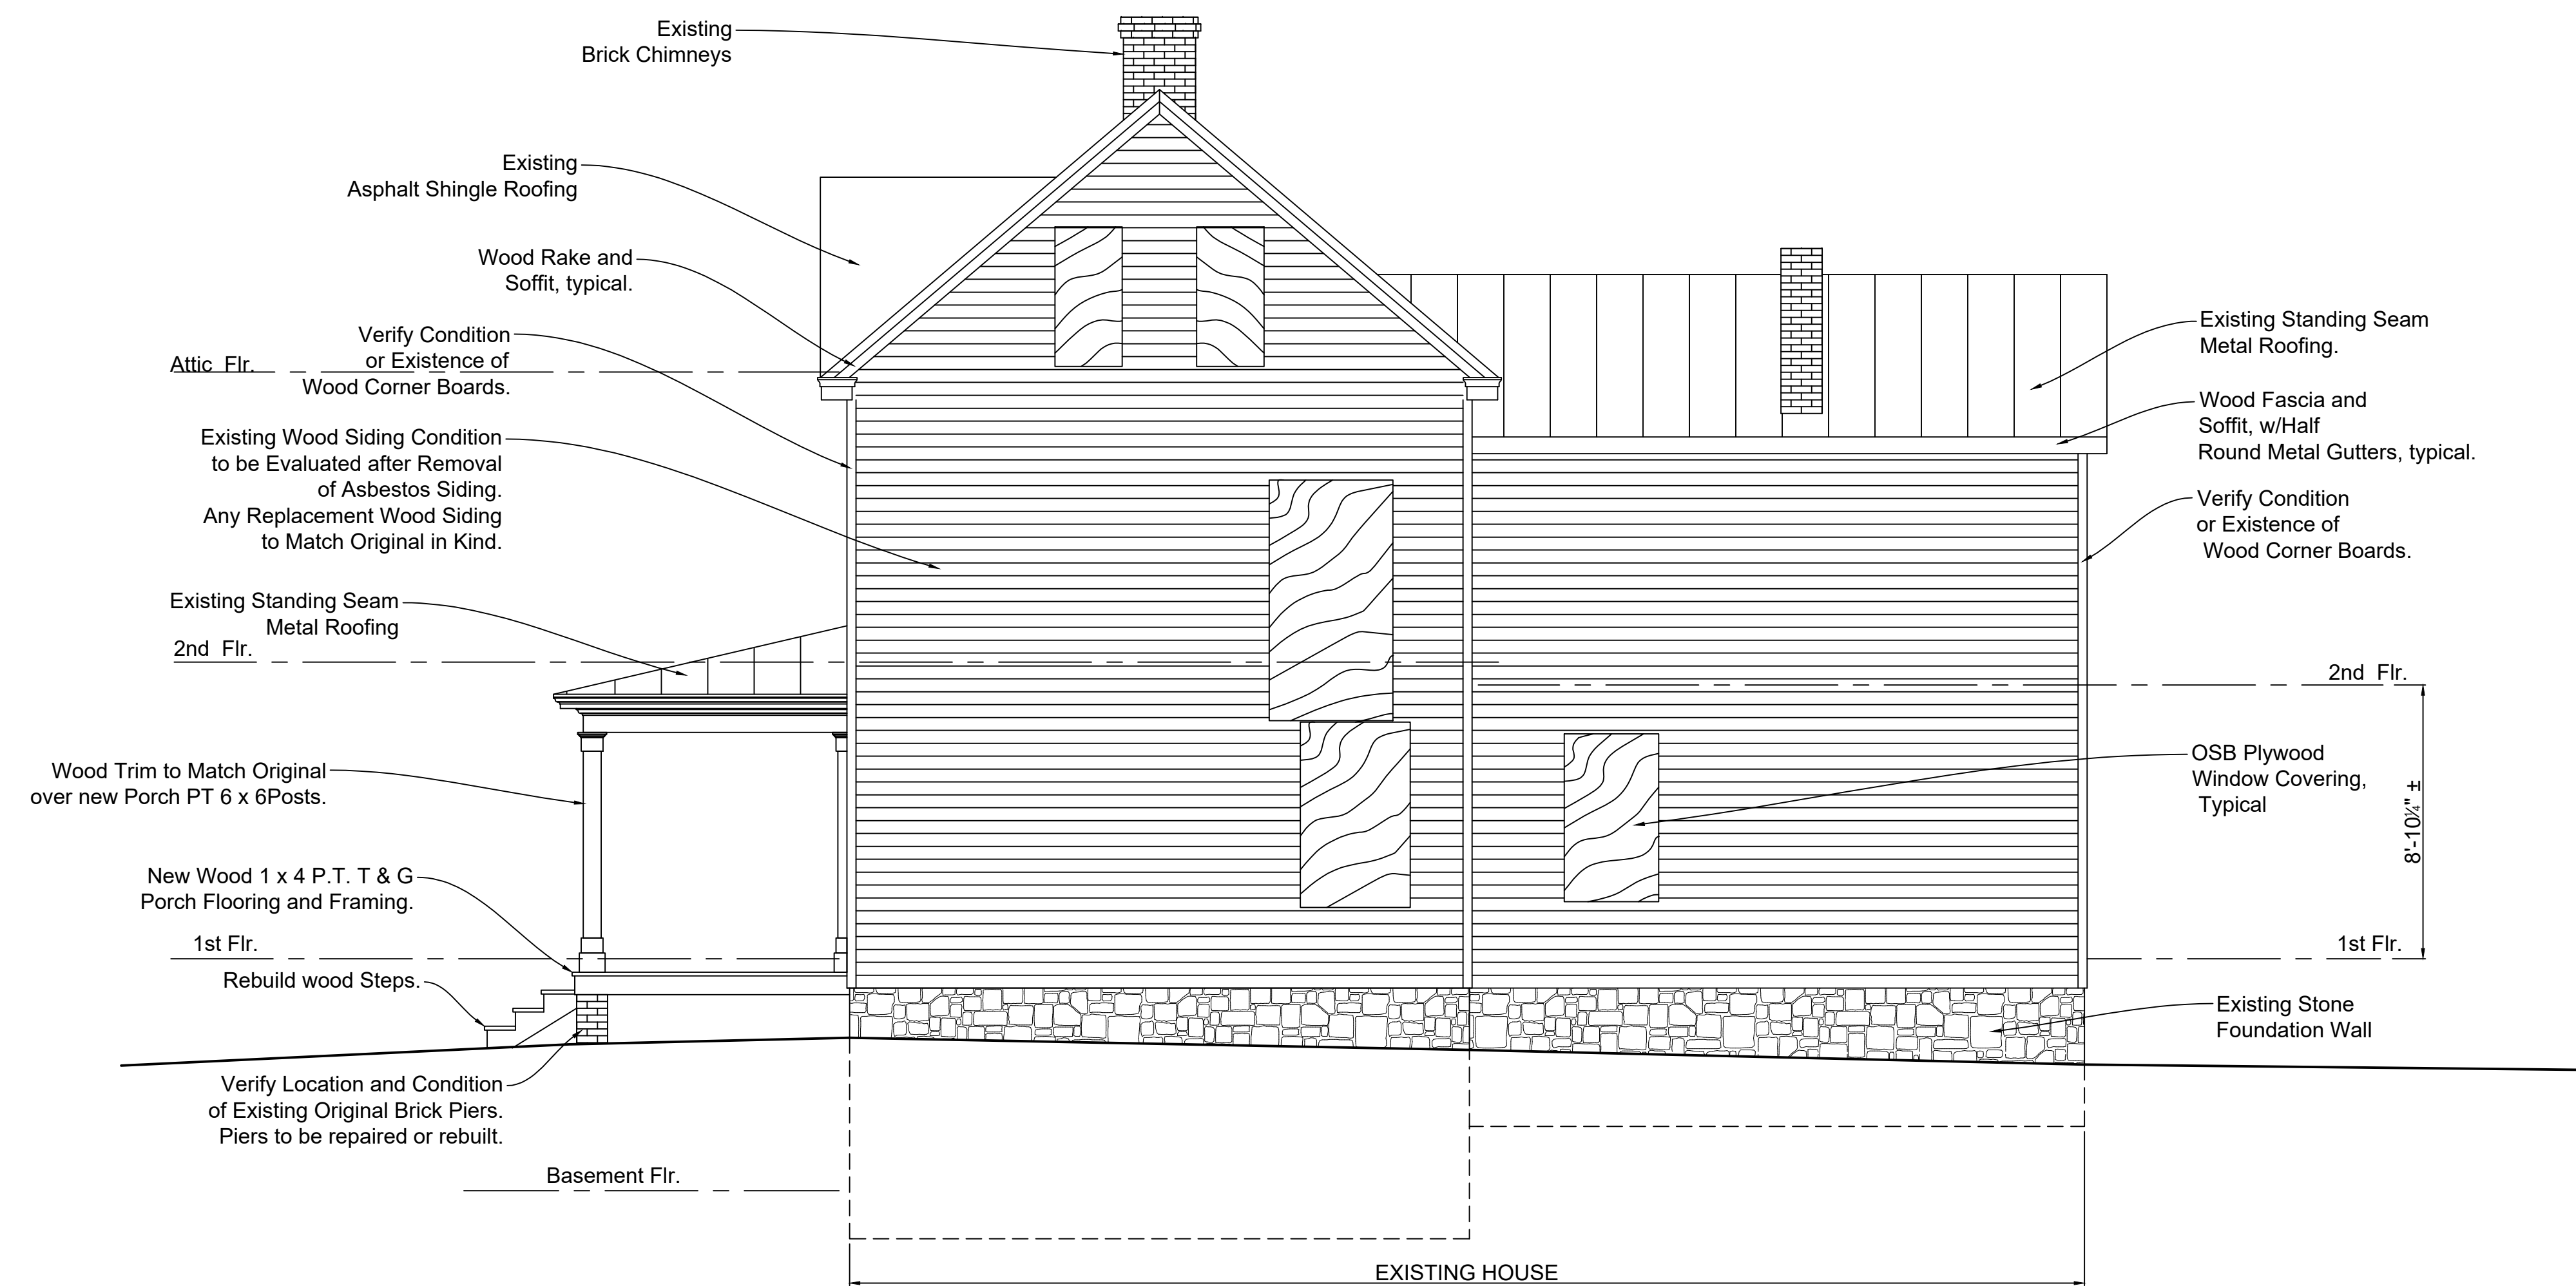 Existing
Brick Chimneys
Existing
Asphalt Shingle Roofing
Wood Rake and
Soffit, typical.
Verify Condition
or Existence of
Wood Corner Boards.
Attic Flr.
Existing Wood Siding Condition
to be Evaluated after Removal
of Asbestos Siding.
Any Replacement Wood Siding
to Match Original in Kind.
Existing Standing Seam
Metal Roofing
2nd Flr.
Wood Trim to Match Original
over new Porch PT 6 x 6Posts.
New Wood 1 x 4 P.T. T & G
Porch Flooring and Framing.
1st Flr.
Rebuild wood Steps.
Verify Location and Condition
of Existing Original Brick Piers.
Piers to be repaired or rebuilt.
Basement Flr.
Existing Standing Seam
Metal Roofing.
Wood Fascia and
Soffit, w/Half
Round Metal Gutters, typical.
Verify Condition
or Existence of
Wood Corner Boards.
2nd Flr.
OSB Plywood
Window Covering,
Typical
8'-10¼" ±
1st Flr.
Existing Stone
Foundation Wall
EXISTING HOUSE